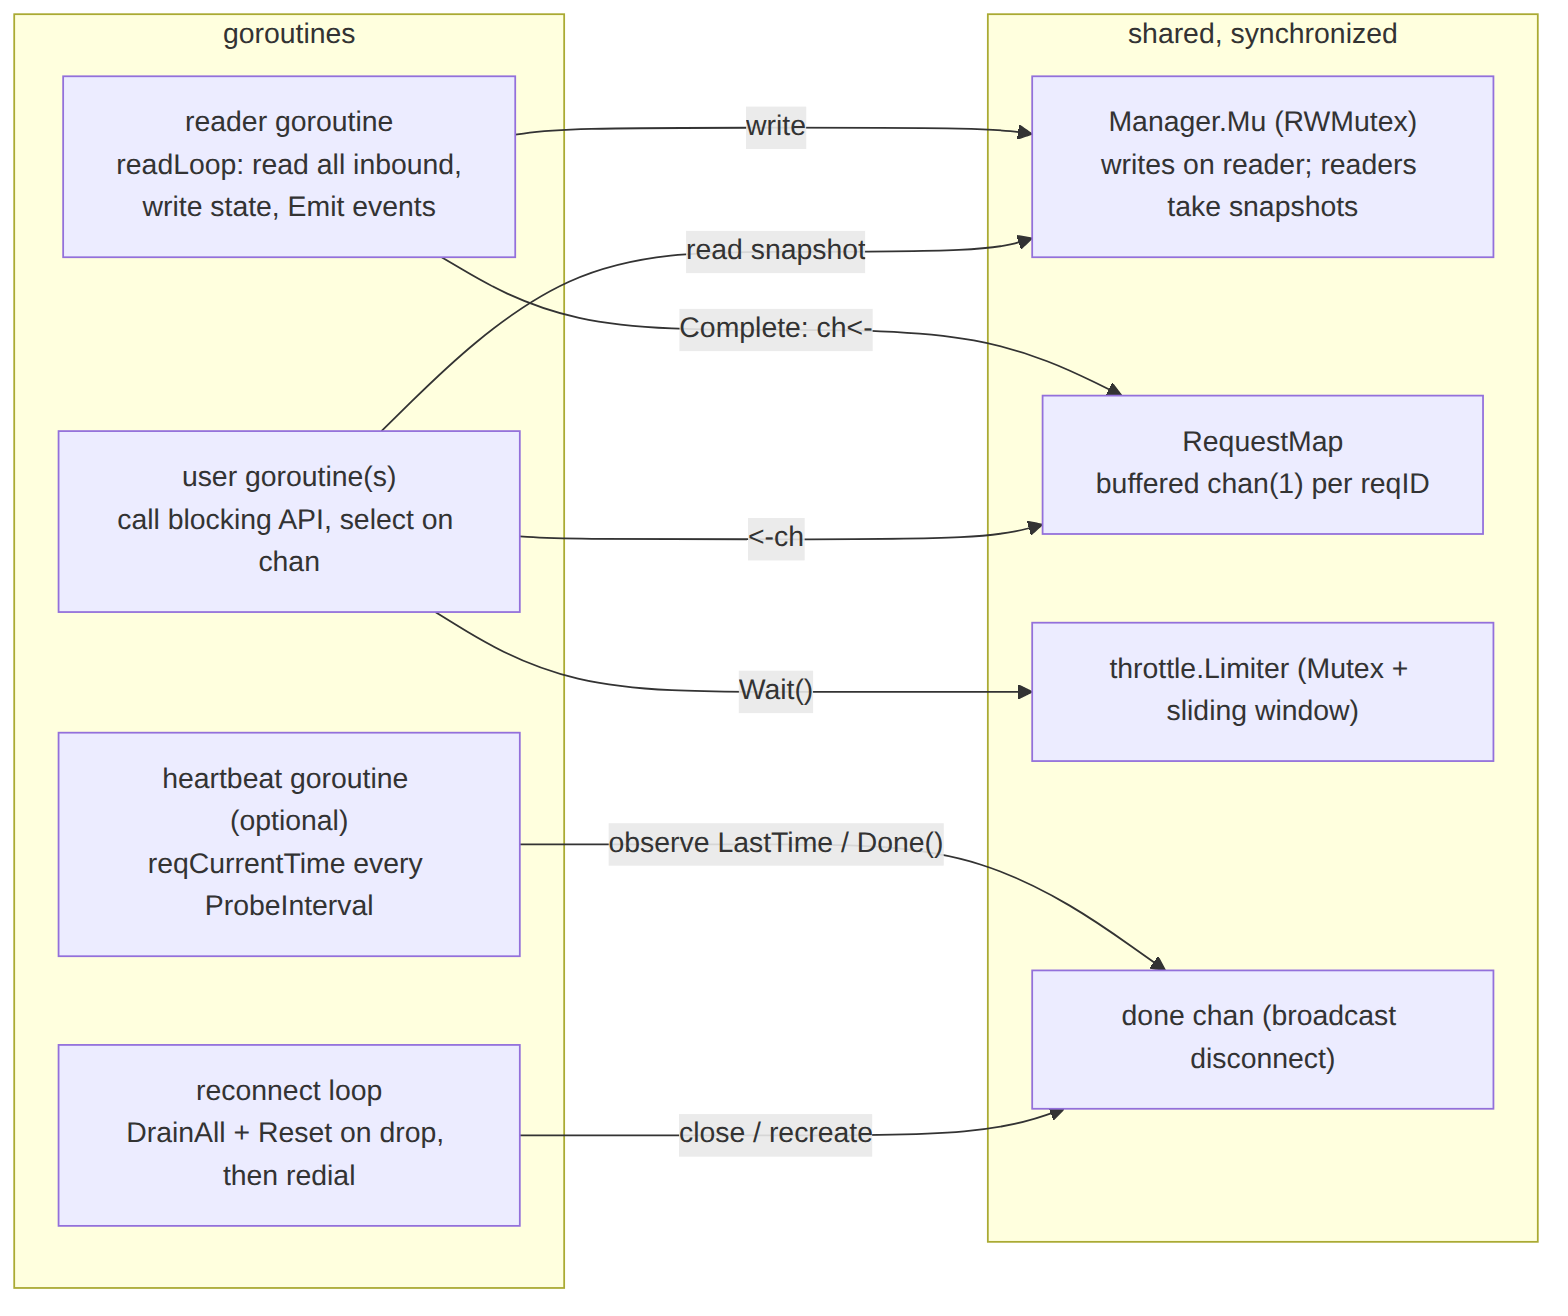 goroutines
reader goroutine
readLoop: read all inbound,
write state, Emit events
user goroutine(s)
call blocking API, select on
chan
heartbeat goroutine
(optional)
reqCurrentTime every
ProbeInterval
reconnect loop
DrainAll + Reset on drop,
then redial
write
read snapshot
Complete: ch<-
<-ch
Wait()
observe LastTime / Done()
close / recreate
shared, synchronized
Manager.Mu (RWMutex)
writes on reader; readers
take snapshots
RequestMap
buffered chan(1) per reqID
throttle.Limiter (Mutex +
sliding window)
done chan (broadcast
disconnect)